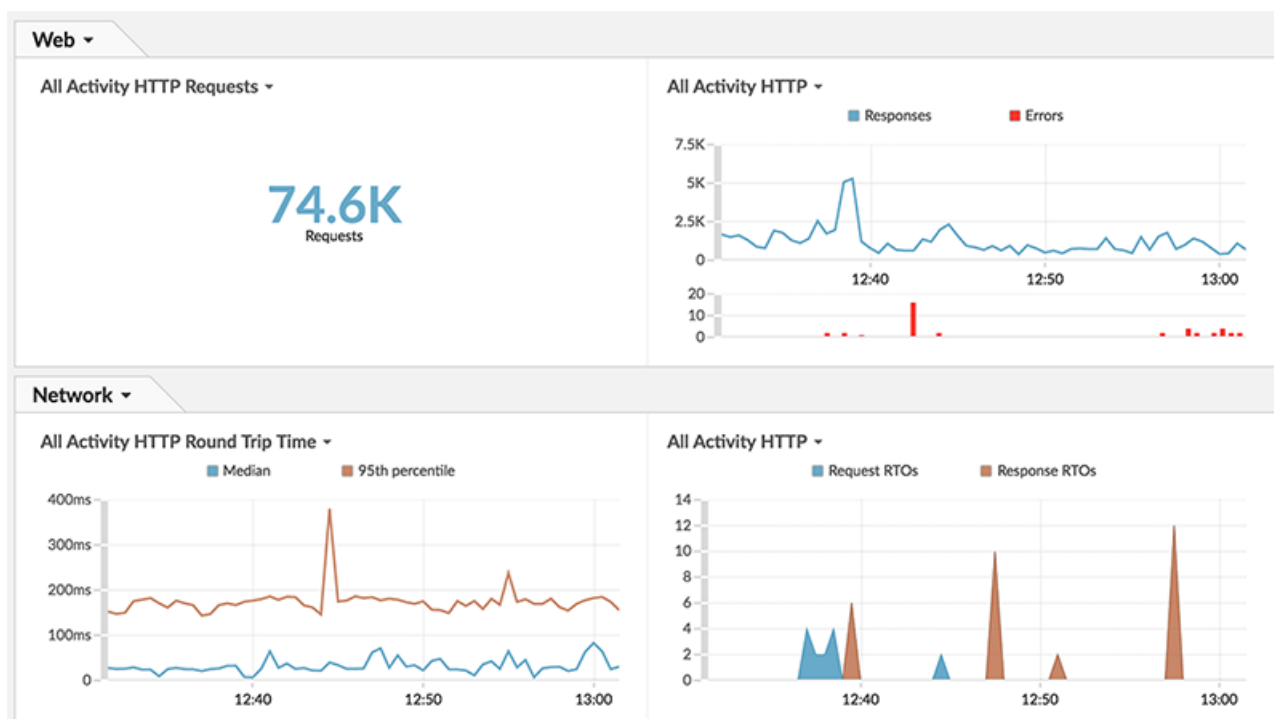 Web
All Activity HTTP Requests
74.6K
Requests
All Activity HTTP
Responses Errors
7.5K
5K
2.5K
0
12:40 12:50 13:00
20
10
0
Network
All Activity HTTP Round Trip Time
Median 95th percentile
400ms
300ms
200ms
100ms
0
12:40 12:50 13:00
All Activity HTTP
Request RTOs Response RTOs
14
12
10
8
6
4
2
0
12:40 12:50 13:00